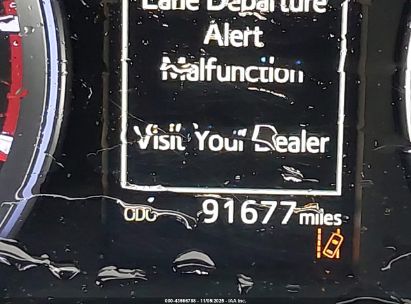 Lane Departure
Alert
Malfunction
Visit Your Dealer
ODO 91677 miles